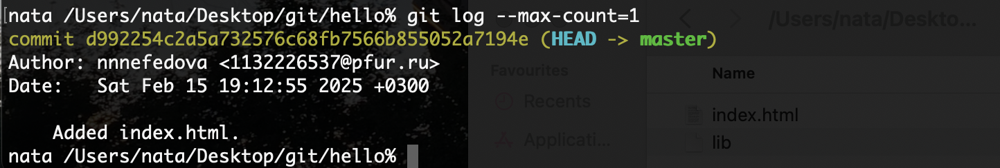 nata /Users/nata/Desktop/git/hello% git log --max-count=1
commit d992254c2a5a732576c68fb7566b855052a7194e (HEAD -> master)
Author: nnnefedova <1132226537@pfur.ru>
Date:   Sat Feb 15 19:12:55 2025 +0300
    Added index.html.
nata /Users/nata/Desktop/git/hello%
/Users/nata/Deskto...
Favourites
Recents
Applicati...
Name
index.html
lib